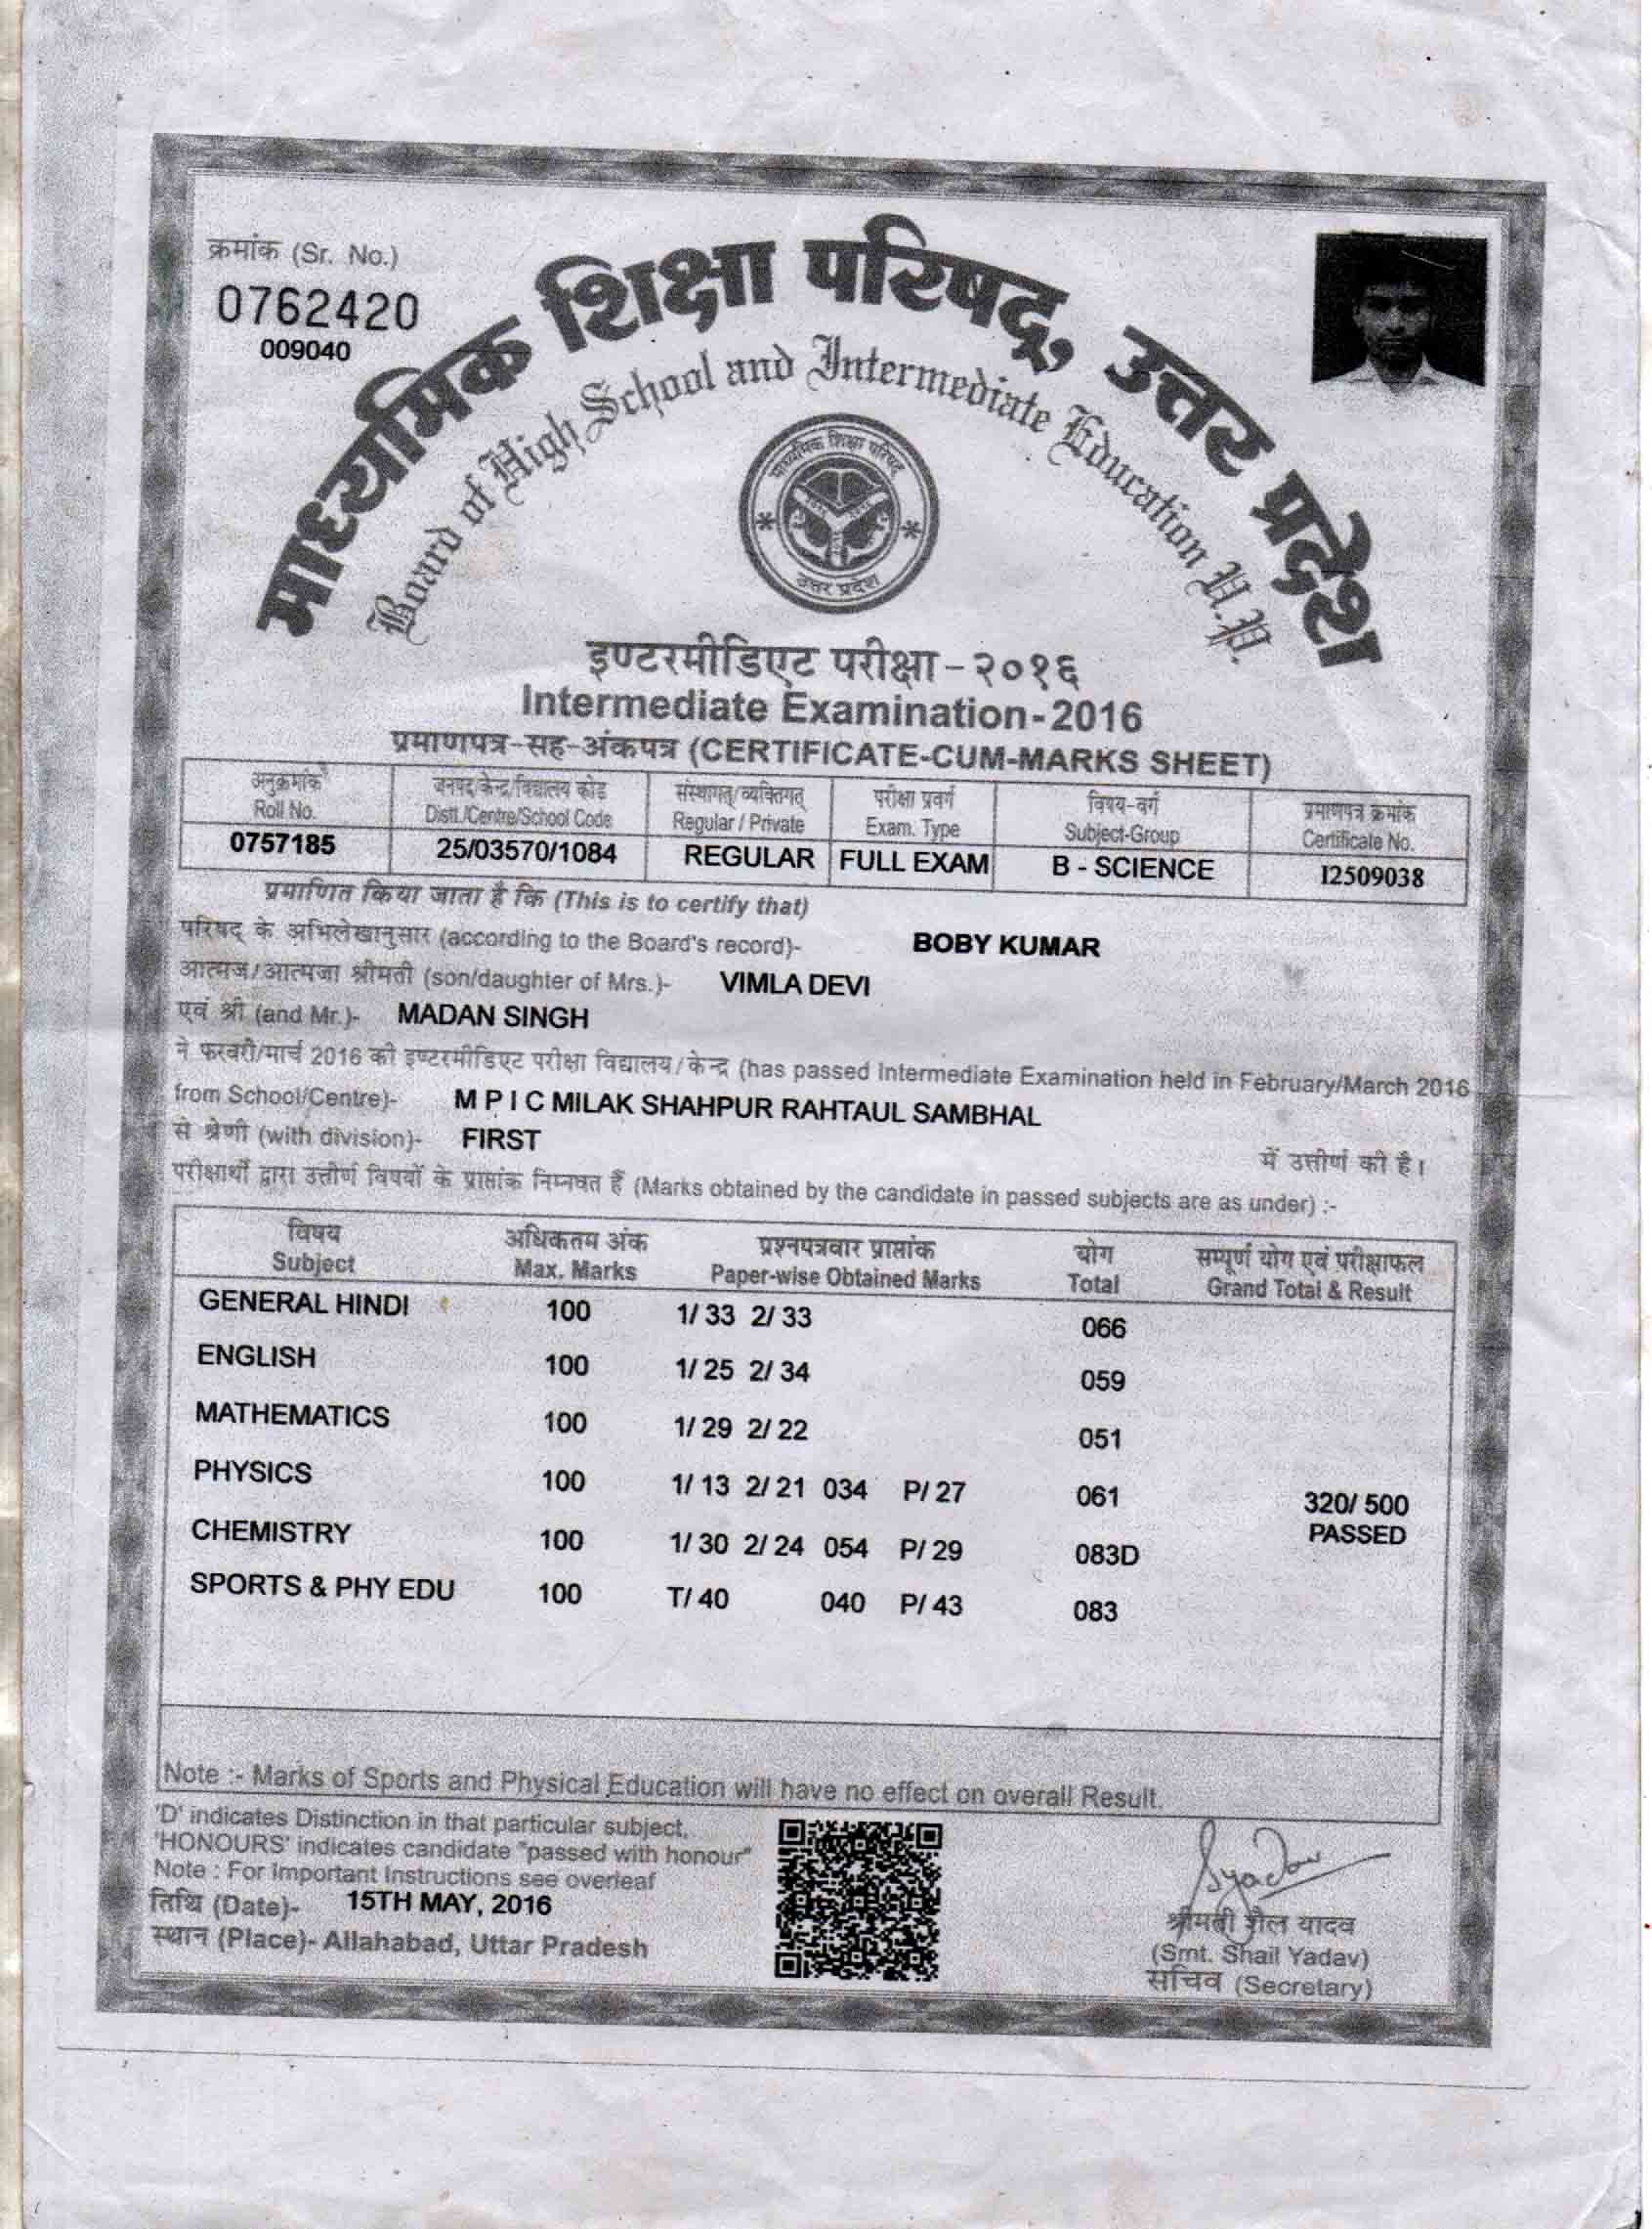 क्रमांक (Sr. No.)
0762420
009040
माध्यमिक शिक्षा परिषद्, उत्तर प्रदेश
Board of High School and Intermediate Education U.P.
माध्यमिक शिक्षा परिषद
उत्तर प्रदेश
इण्टरमीडिएट परीक्षा-२०१६
Intermediate Examination-2016
प्रमाणपत्र-सह-अंकपत्र (CERTIFICATE-CUM-MARKS SHEET)
अनुक्रमांक जनपद/केन्द्र/विद्यालय कोड संस्थागत/व्यक्तिगत परीक्षा प्रवर्ग विषय-वर्ग प्रमाणपत्र क्रमांक
Roll No. Distt./Centre/School Code Regular / Private Exam. Type Subject-Group Certificate No.
0757185 25/03570/1084 REGULAR FULL EXAM B - SCIENCE I2509038
प्रमाणित किया जाता है कि (This is to certify that)
परिषद् के अभिलेखानुसार (according to the Board's record)- BOBY KUMAR
आत्मज/आत्मजा श्रीमती (son/daughter of Mrs.)- VIMLA DEVI
एवं श्री (and Mr.)- MADAN SINGH
ने फरवरी/मार्च 2016 की इण्टरमीडिएट परीक्षा विद्यालय/केन्द्र (has passed Intermediate Examination held in February/March 2016
from School/Centre)- M P I C MILAK SHAHPUR RAHTAUL SAMBHAL
से श्रेणी (with division)- FIRST में उत्तीर्ण की है।
परीक्षार्थी द्वारा उत्तीर्ण विषयों के प्राप्तांक निम्नवत हैं (Marks obtained by the candidate in passed subjects are as under) :-
विषय अधिकतम अंक प्रश्नपत्रवार प्राप्तांक योग सम्पूर्ण योग एवं परीक्षाफल
Subject Max. Marks Paper-wise Obtained Marks Total Grand Total & Result
GENERAL HINDI 100 1/ 33 2/ 33 066
ENGLISH 100 1/ 25 2/ 34 059
MATHEMATICS 100 1/ 29 2/ 22 051
PHYSICS 100 1/ 13 2/ 21 034 P/ 27 061 320/ 500
CHEMISTRY 100 1/ 30 2/ 24 054 P/ 29 083D PASSED
SPORTS & PHY EDU 100 T/ 40 040 P/ 43 083
Note :- Marks of Sports and Physical Education will have no effect on overall Result.
'D' indicates Distinction in that particular subject.
'HONOURS' indicates candidate "passed with honour"
Note : For Important Instructions see overleaf
तिथि (Date)- 15TH MAY, 2016
स्थान (Place)- Allahabad, Uttar Pradesh
Syadav
श्रीमती शैल यादव
(Smt. Shail Yadav)
सचिव (Secretary)